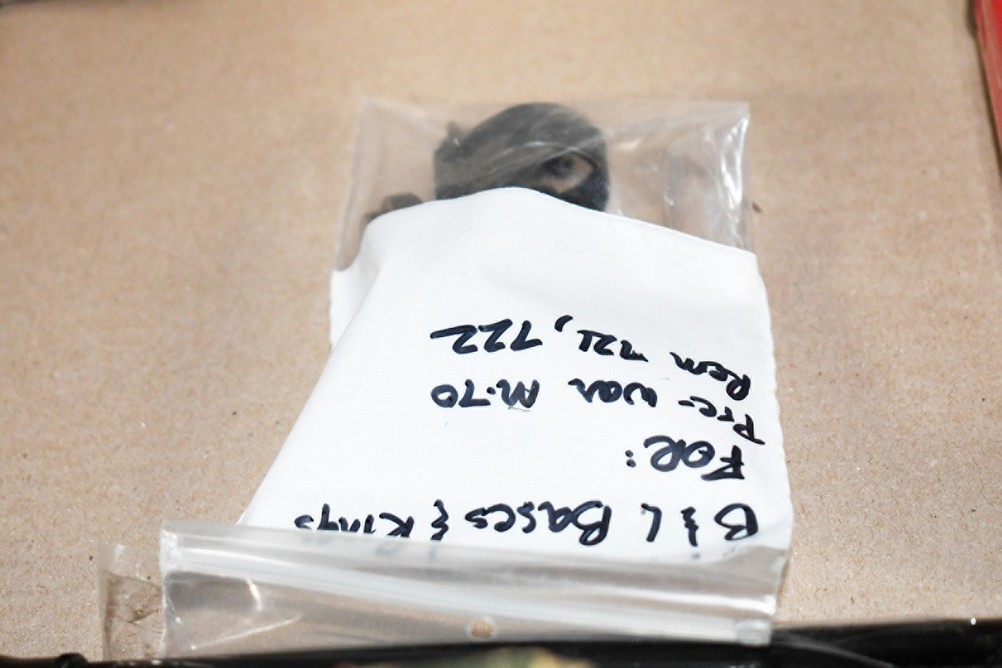 B&L Bases & Rings
FOR:
Pre-war M-70
Rem 721, 722